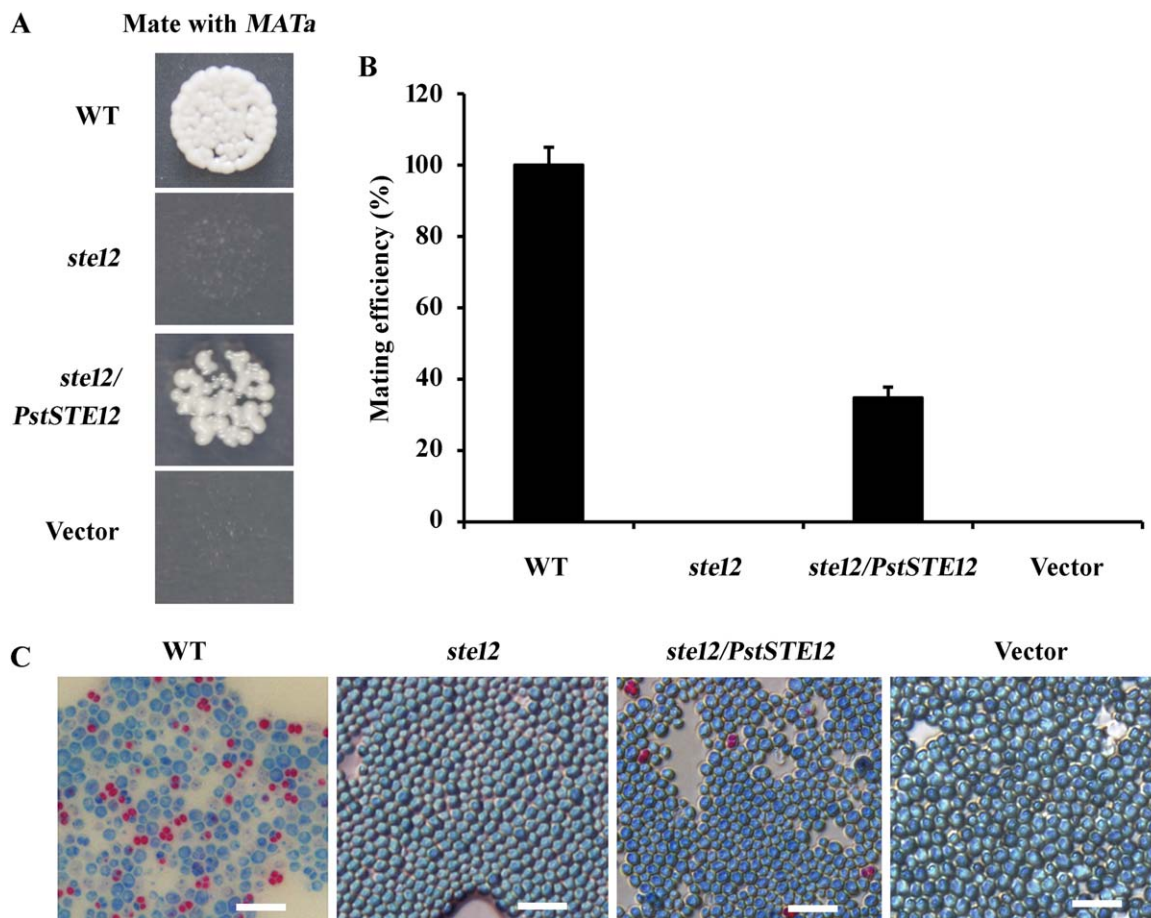 A
Mate with MATa
WT
ste12
ste12/
PstSTE12
Vector
B
Mating efficiency (%)
120
100
80
60
40
20
0
WT
ste12
ste12/PstSTE12
Vector
C
WT
ste12
ste12/PstSTE12
Vector